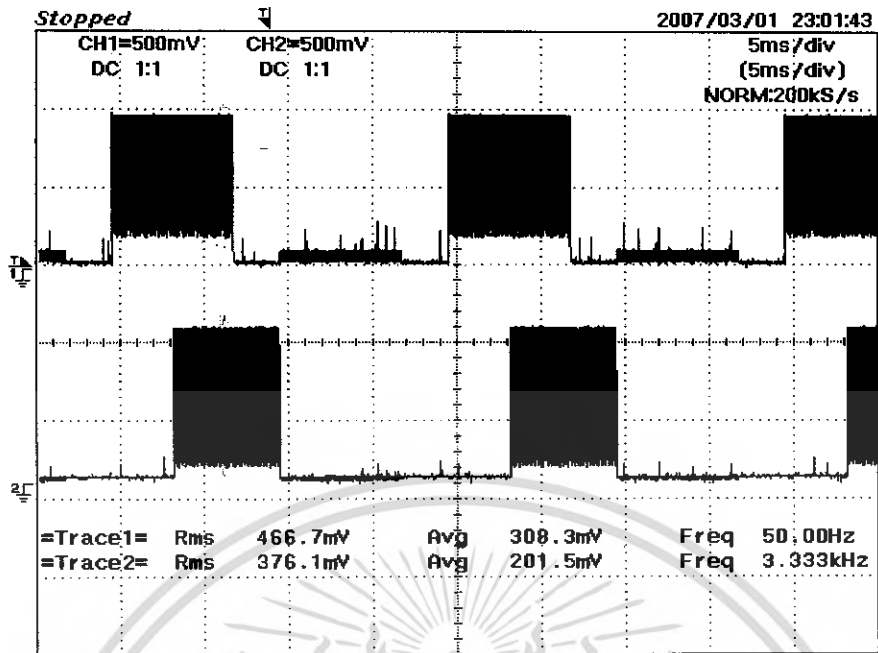 Stopped 2007/03/01 23:01:43
CH1=500mV CH2=500mV 5ms/div
DC 1:1 DC 1:1 (5ms/div)
NORM:200kS/s
T
T
1
2
=Trace1= Rms 466.7mV Avg 308.3mV Freq 50.00Hz
=Trace2= Rms 376.1mV Avg 201.5mV Freq 3.333kHz